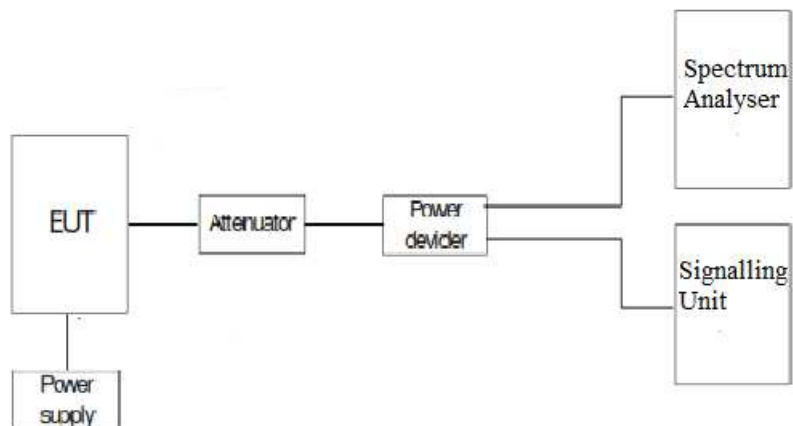 Spectrum
Analyser
EUT
Attenuator
Power
devider
Signalling
Unit
Power
supply